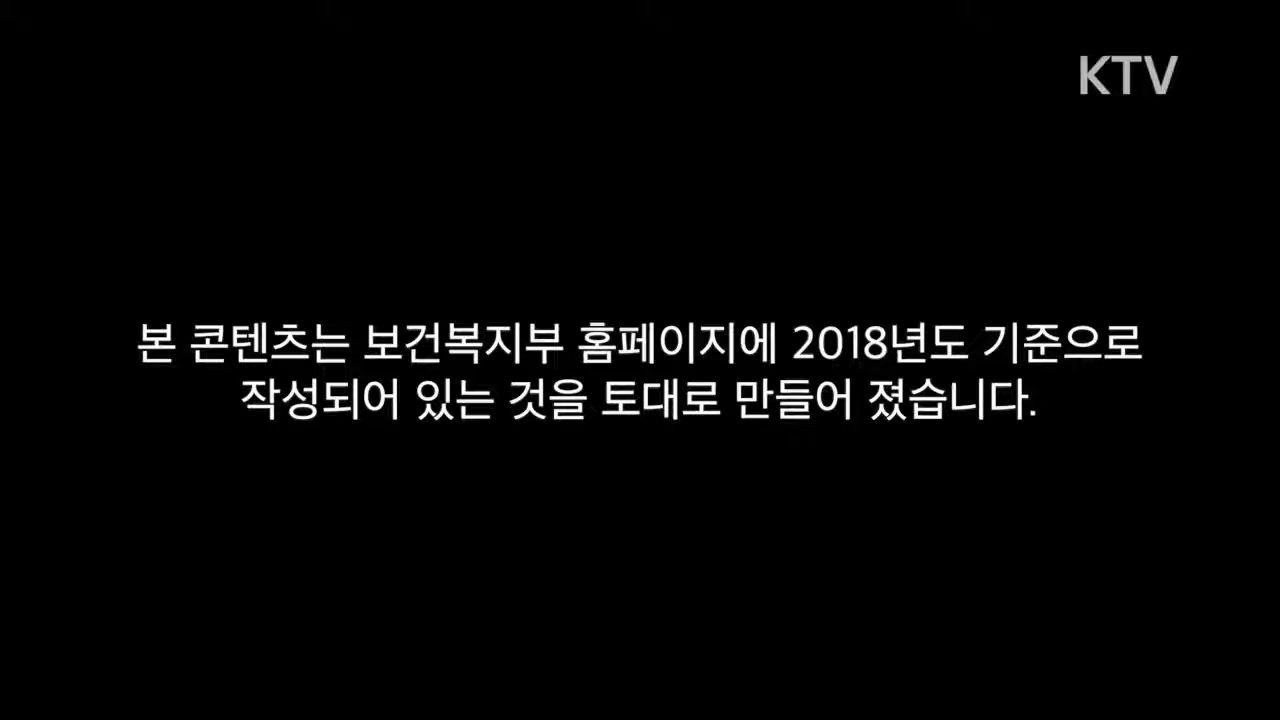 KTV
본 콘텐츠는 보건복지부 홈페이지에 2018년도 기준으로
작성되어 있는 것을 토대로 만들어 졌습니다.